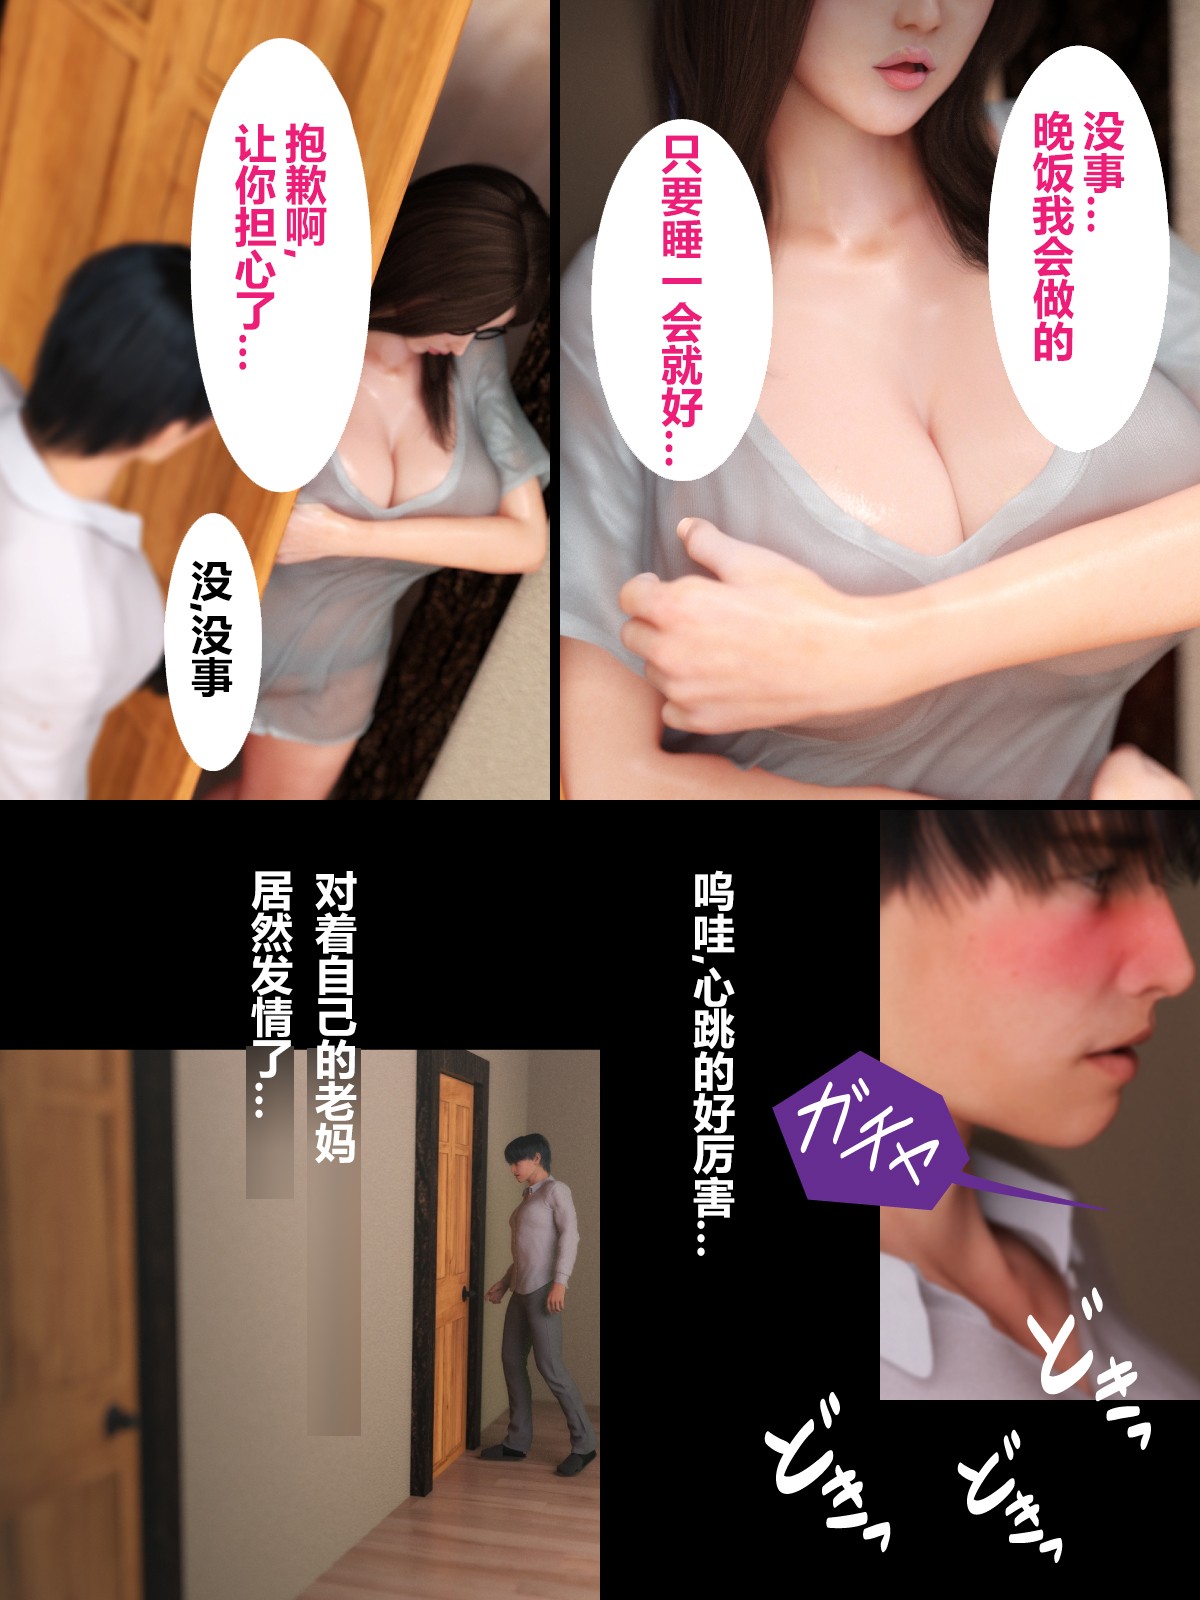 没事…
晚饭我会做的
只要睡一会就好…
抱歉啊,
让你担心了…
没,没事
ガチャ
どきっ
どきっ
どきっ
呜哇,心跳的好厉害…
对着自己的老妈
居然发情了…